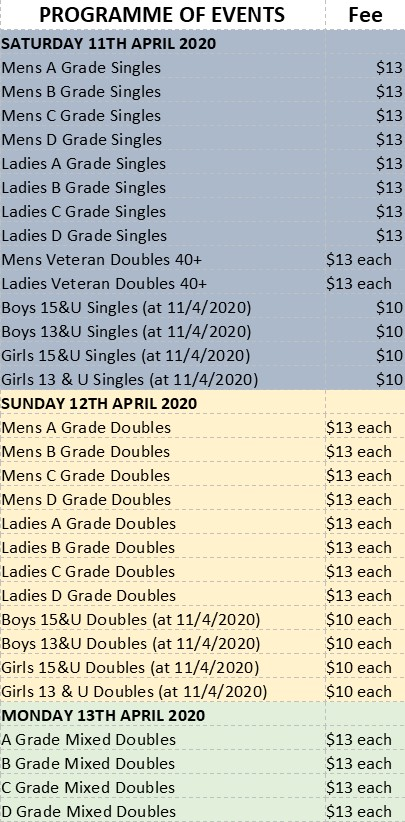 PROGRAMME OF EVENTS Fee
SATURDAY 11TH APRIL 2020
Mens A Grade Singles $13
Mens B Grade Singles $13
Mens C Grade Singles $13
Mens D Grade Singles $13
Ladies A Grade Singles $13
Ladies B Grade Singles $13
Ladies C Grade Singles $13
Ladies D Grade Singles $13
Mens Veteran Doubles 40+ $13 each
Ladies Veteran Doubles 40+ $13 each
Boys 15&U Singles (at 11/4/2020) $10
Boys 13&U Singles (at 11/4/2020) $10
Girls 15&U Singles (at 11/4/2020) $10
Girls 13 & U Singles (at 11/4/2020) $10
SUNDAY 12TH APRIL 2020
Mens A Grade Doubles $13 each
Mens B Grade Doubles $13 each
Mens C Grade Doubles $13 each
Mens D Grade Doubles $13 each
Ladies A Grade Doubles $13 each
Ladies B Grade Doubles $13 each
Ladies C Grade Doubles $13 each
Ladies D Grade Doubles $13 each
Boys 15&U Doubles (at 11/4/2020) $10 each
Boys 13&U Doubles (at 11/4/2020) $10 each
Girls 15&U Doubles (at 11/4/2020) $10 each
Girls 13 & U Doubles (at 11/4/2020) $10 each
MONDAY 13TH APRIL 2020
A Grade Mixed Doubles $13 each
B Grade Mixed Doubles $13 each
C Grade Mixed Doubles $13 each
D Grade Mixed Doubles $13 each